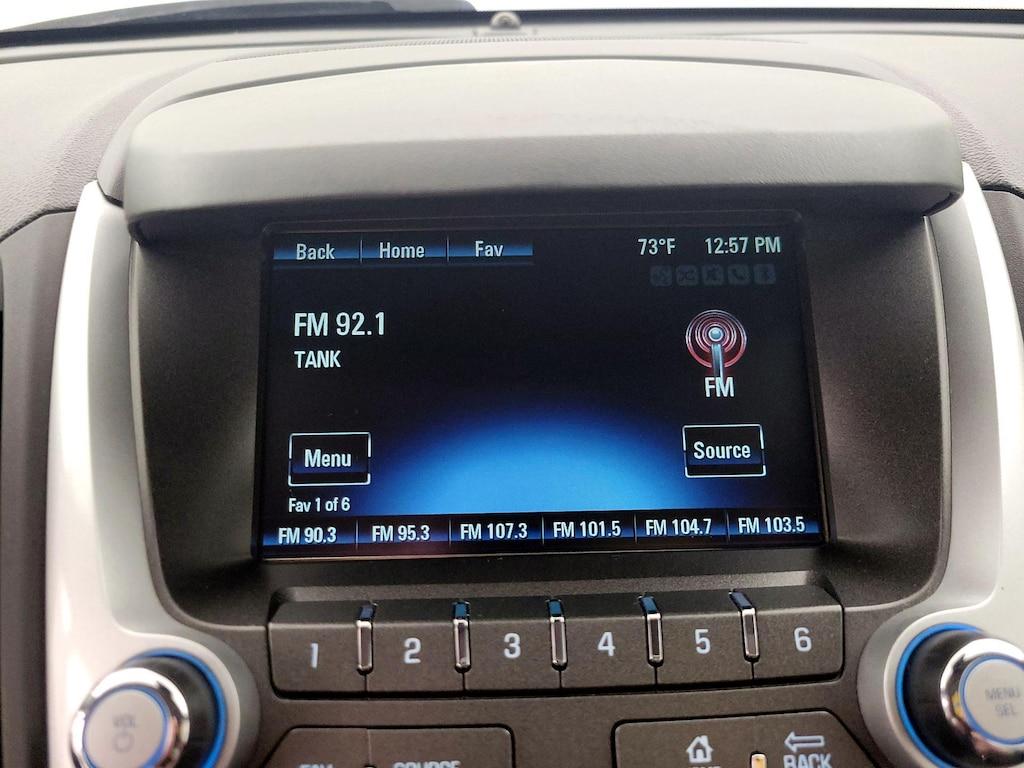 Back Home Fav 73°F 12:57 PM
FM 92.1
TANK
FM
Menu Source
Fav 1 of 6
FM 90.3 FM 95.3 FM 107.3 FM 101.5 FM 104.7 FM 103.5
1 2 3 4 5 6
VOL
MENU
SEL
BACK